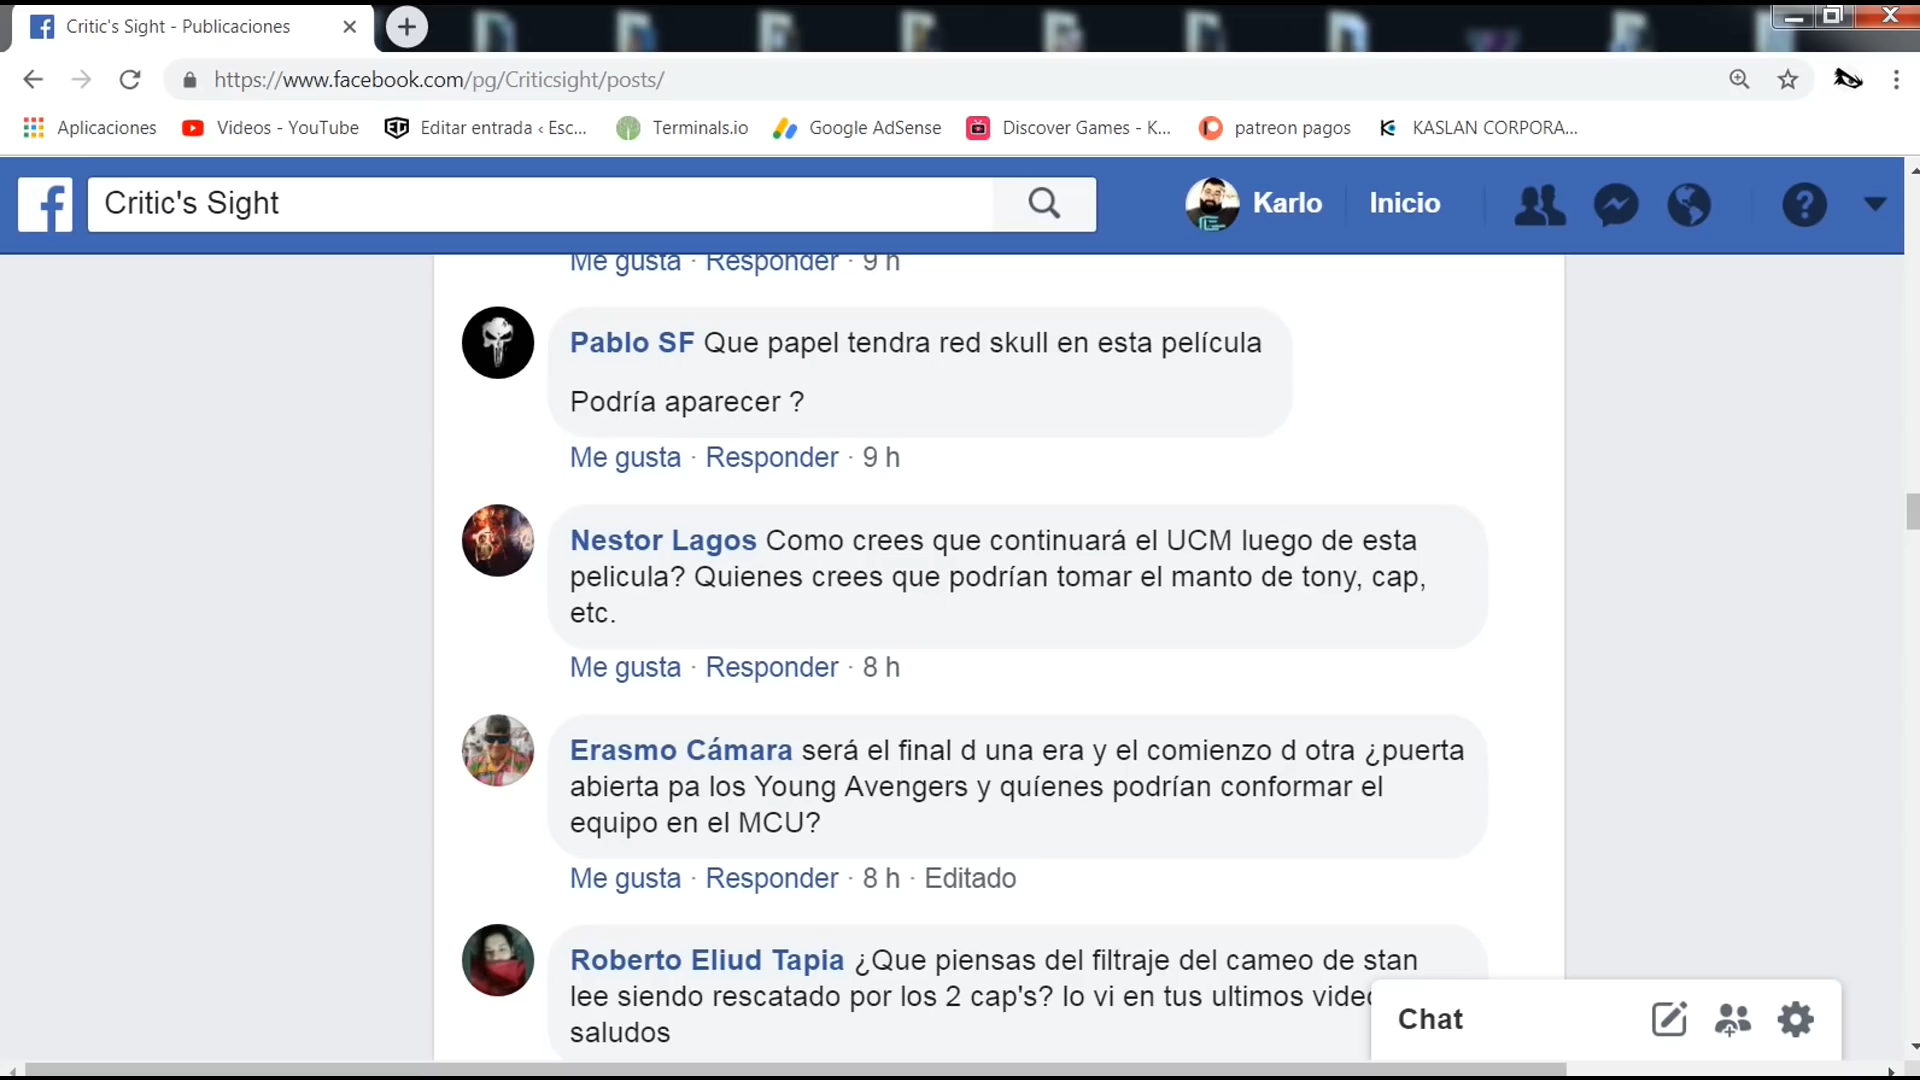 Critic's Sight - Publicaciones
https://www.facebook.com/pg/Criticsight/posts/
Aplicaciones Videos - YouTube Editar entrada ‹ Esc... Terminals.io Google AdSense Discover Games - K... patreon pagos KASLAN CORPORA...
Critic's Sight Karlo Inicio
Me gusta · Responder · 9 h
Pablo SF Que papel tendra red skull en esta película
Podría aparecer ?
Me gusta · Responder · 9 h
Nestor Lagos Como crees que continuará el UCM luego de esta
pelicula? Quienes crees que podrían tomar el manto de tony, cap,
etc.
Me gusta · Responder · 8 h
Erasmo Cámara será el final d una era y el comienzo d otra ¿puerta
abierta pa los Young Avengers y quíenes podrían conformar el
equipo en el MCU?
Me gusta · Responder · 8 h · Editado
Roberto Eliud Tapia ¿Que piensas del filtraje del cameo de stan
lee siendo rescatado por los 2 cap's? lo vi en tus ultimos
saludos
Chat